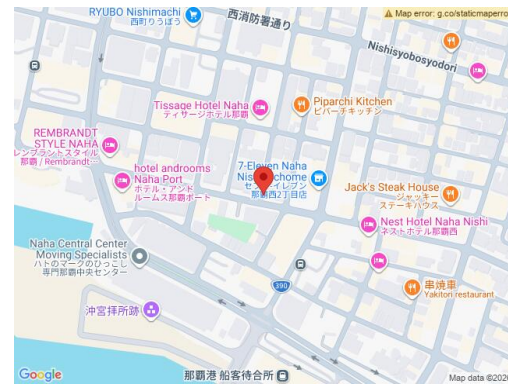 RYUBO Nishimachi
西町りうぼう
西消防署通り
⚠ Map error: g.co/staticmaperro
Nishisyobosyodori
Tissage Hotel Naha
ティサージホテル那覇
Piparchi Kitchen
ピパーチキッチン
REMBRANDT
STYLE NAHA
レンブラントスタイル
那覇 / Rembrandt...
hotel androoms
Naha Port
ホテル・アンド
ルームス那覇ポート
7-Eleven Naha
セブン-イレブン
那覇西2丁目店
Jack's Steak House
ジャッキー
ステーキハウス
Nest Hotel Naha Nishi
ネストホテル那覇西
Naha Central Center
Moving Specialists
ハトのマークのひっこし
専門那覇中央センター
390
沖宮拝所跡
串焼車
Yakitori restaurant
那覇港 船客待合所
Google
Map data ©202